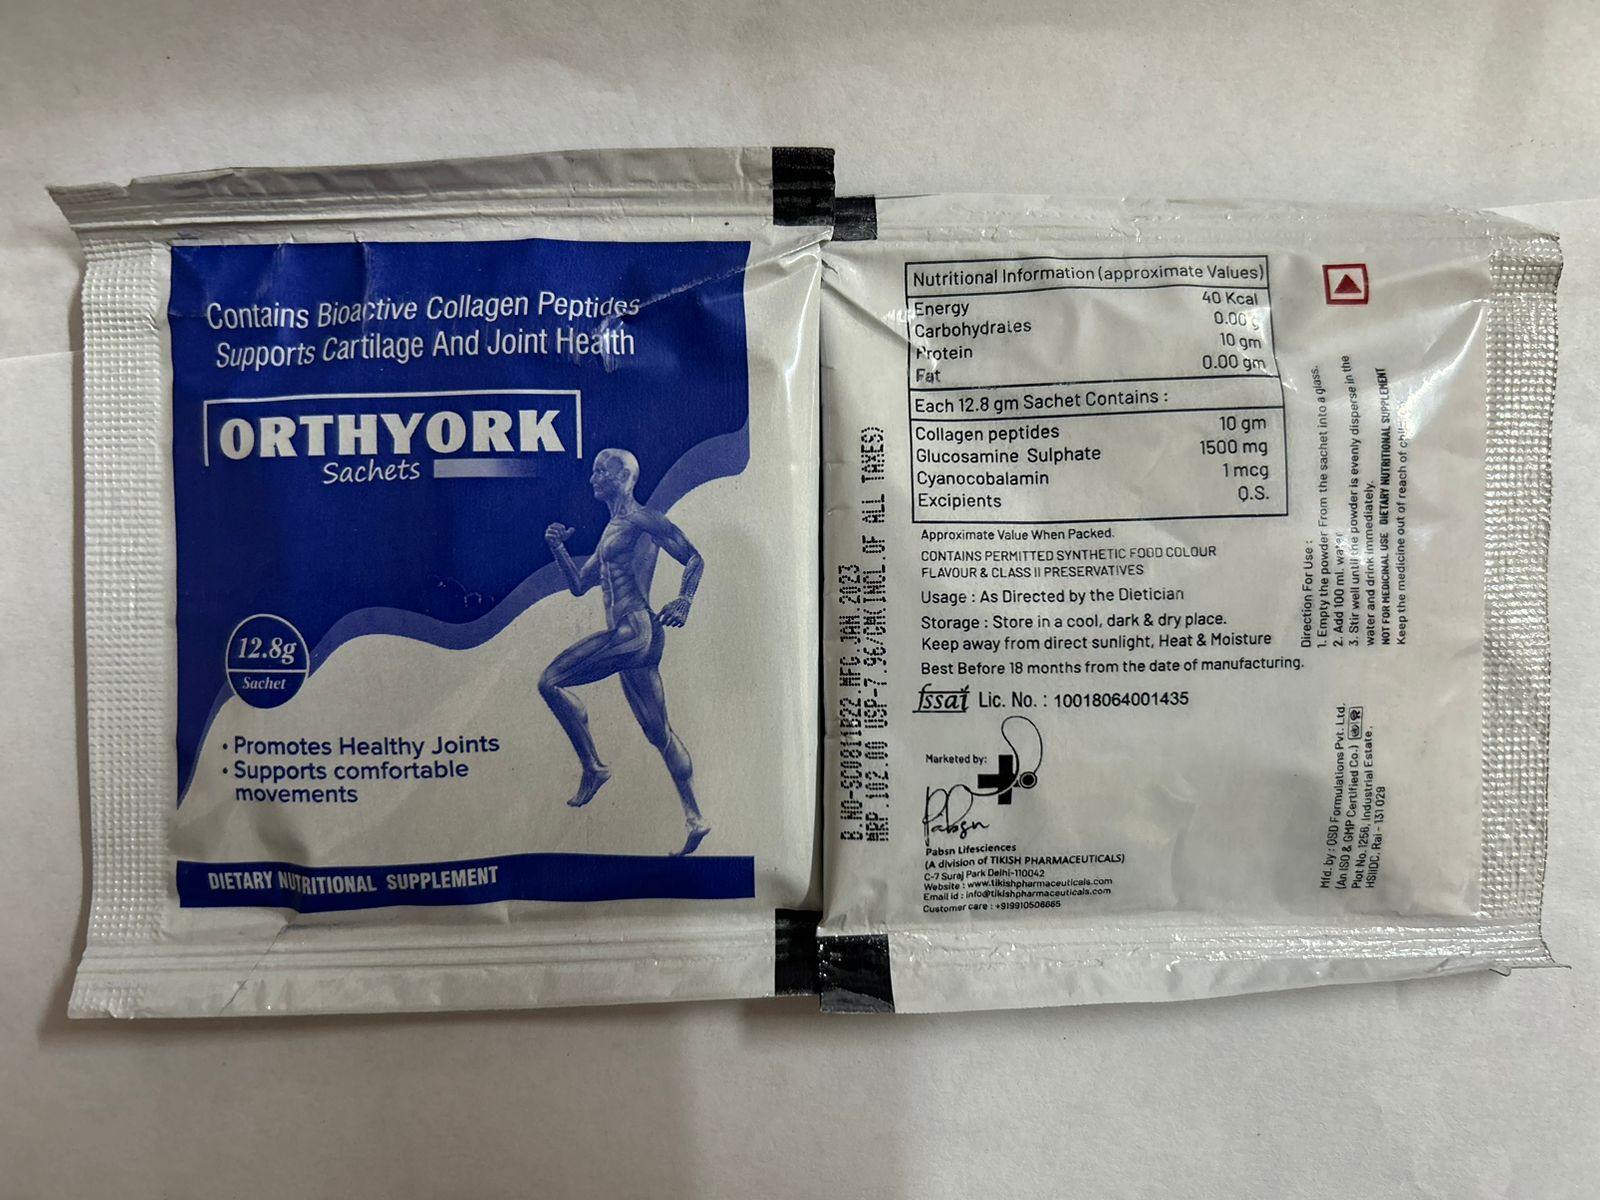 Contains Bioactive Collagen Peptides
Supports Cartilage And Joint Health
ORTHYORK
Sachets
12.8g
Sachet
• Promotes Healthy Joints
• Supports comfortable
movements
DIETARY NUTRITIONAL SUPPLEMENT
B.NO-SC0811B22.MFG.JAN.2023
MRP.102.00 USP-7.96/GM(INCL.OF ALL TAXES)
Nutritional Information (approximate Values)
Energy 40 Kcal
Carbohydrates 0.00 g
Protein 10 gm
Fat 0.00 gm
Each 12.8 gm Sachet Contains :
Collagen peptides 10 gm
Glucosamine Sulphate 1500 mg
Cyanocobalamin 1 mcg
Excipients Q.S.
Approximate Value When Packed.
CONTAINS PERMITTED SYNTHETIC FOOD COLOUR
FLAVOUR & CLASS II PRESERVATIVES
Usage : As Directed by the Dietician
Storage : Store in a cool, dark & dry place.
Keep away from direct sunlight, Heat & Moisture
Best Before 18 months from the date of manufacturing.
fssai Lic. No. : 10018064001435
Marketed by:
Pabsn
Pabsn Lifesciences
(A division of TIKISH PHARMACEUTICALS)
C-7 Suraj Park Delhi-110042
Website : www.tikishpharmaceuticals.com
Email id : info@tikishpharmaceuticals.com
Customer care : +919910506665
Direction For Use :
1. Empty the powder From the sachet into a glass.
2. Add 100 ml. water
3. Stir well until the powder is evenly disperse in the
water and drink immediately.
NOT FOR MEDICINAL USE DIETARY NUTRITIONAL SUPPLEMENT
Keep the medicine out of reach of
Mfd. by : OSD Formulations Pvt. Ltd.
(An ISO & GMP Certified Co.)
Plot No. 1256, Industrial Estate,
HSIIDC, Rai - 131 029